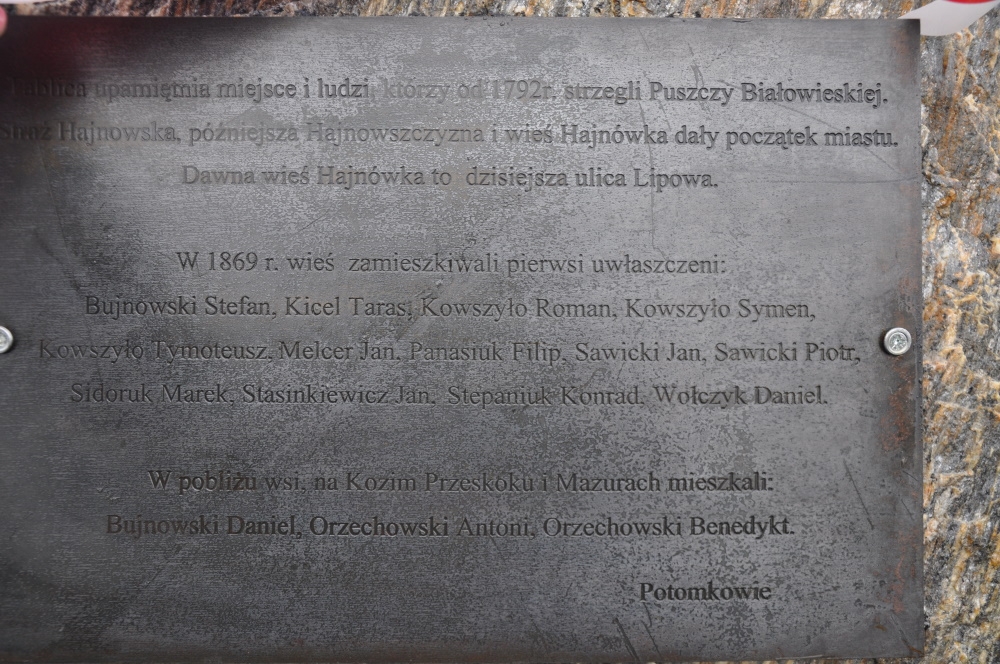 Tablica upamiętnia miejsce i ludzi, którzy od 1792r. strzegli Puszczy Białowieskiej.
Straż Hajnowska, późniejsza Hajnowszczyzna i wieś Hajnówka dały początek miastu.
Dawna wieś Hajnówka to dzisiejsza ulica Lipowa.
W 1869 r. wieś zamieszkiwali pierwsi uwłaszczeni:
Bujnowski Stefan, Kicel Taras, Kowszyło Roman, Kowszyło Symen,
Kowszyło Tymoteusz, Melcer Jan, Panasiuk Filip, Sawicki Jan, Sawicki Piotr,
Sidoruk Marek, Stasinkiewicz Jan, Stepaniuk Konrad, Wołczyk Daniel.
W pobliżu wsi, na Kozim Przeskoku i Mazurach mieszkali:
Bujnowski Daniel, Orzechowski Antoni, Orzechowski Benedykt.
Potomkowie